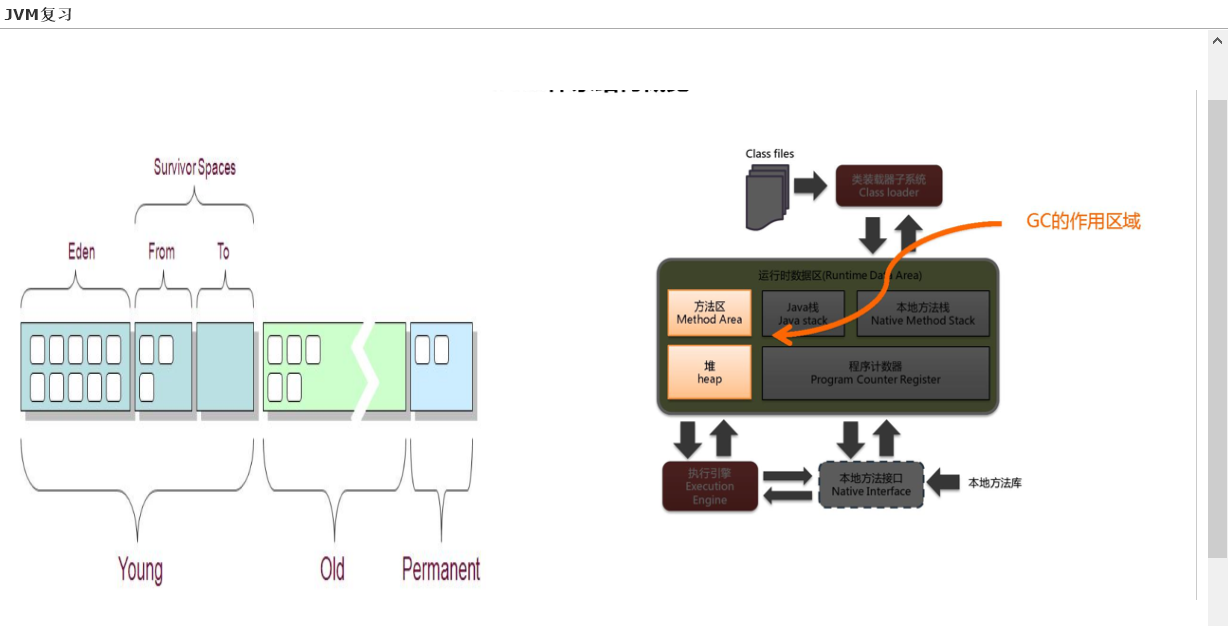 JVM复习
Survivor Spaces
Eden
From
To
Young
Old
Permanent
Class files
类装载器子系统
Class loader
GC的作用区域
运行时数据区(Runtime Data Area)
方法区
Method Area
Java栈
Java stack
本地方法栈
Native Method Stack
堆
heap
程序计数器
Program Counter Register
执行引擎
Execution
Engine
本地方法接口
Native Interface
本地方法库